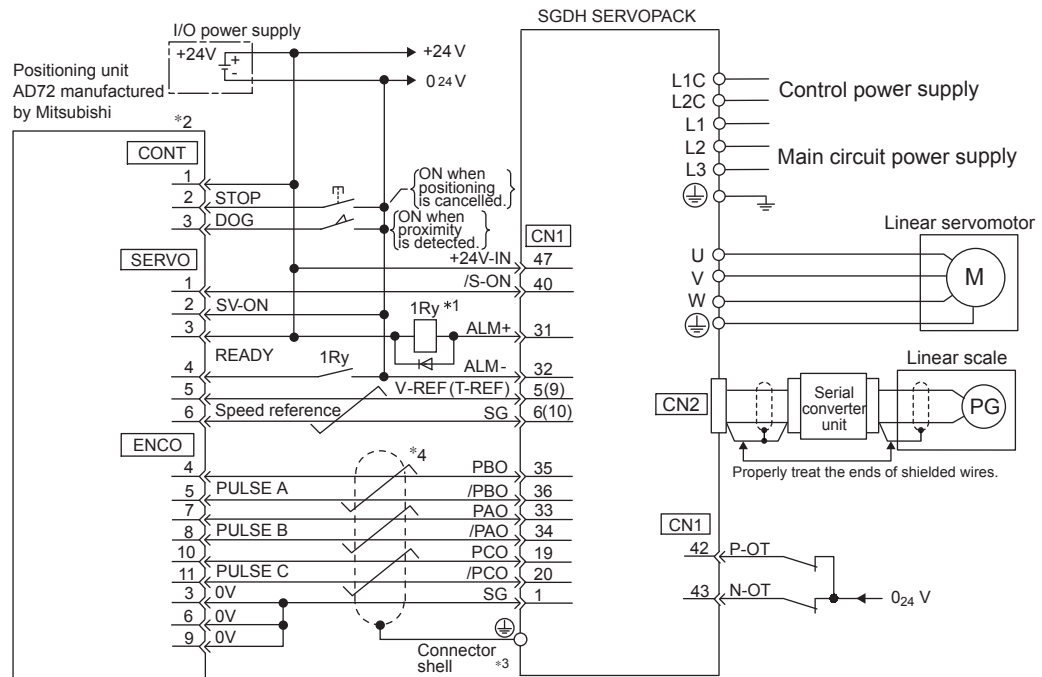 SGDH SERVOPACK
I/O power supply
+24V
+
-
+24 V
0 24 V
Positioning unit
AD72 manufactured
by Mitsubishi
*2
CONT
1
2 STOP
3 DOG
ON when
positioning
is cancelled.
ON when
proximity
is detected.
SERVO
1
2 SV-ON
3
4 READY
5
6 Speed reference
1Ry *1
1Ry
CN1
+24V-IN 47
/S-ON 40
ALM+ 31
ALM- 32
V-REF (T-REF) 5(9)
SG 6(10)
ENCO
4
5 PULSE A
7
8 PULSE B
10
11 PULSE C
3 0V
6 0V
9 0V
*4
PBO 35
/PBO 36
PAO 33
/PAO 34
PCO 19
/PCO 20
SG 1
Connector
shell *3
L1C
L2C
Control power supply
L1
L2
L3
Main circuit power supply
Linear servomotor
U
V
W
M
Linear scale
CN2
Serial
converter
unit
PG
Properly treat the ends of shielded wires.
CN1
42 P-OT
43 N-OT
024 V